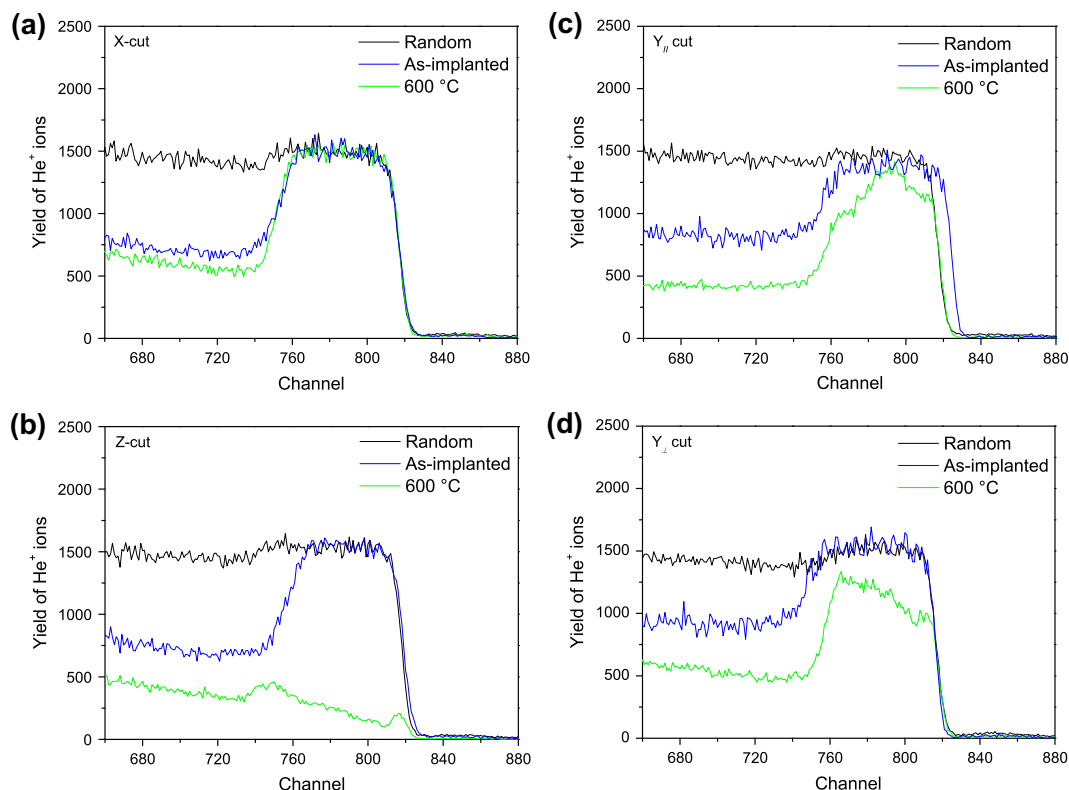 (a)
X-cut
Random
As-implanted
600 °C
2500
2000
1500
1000
500
0
Yield of He⁺ ions
680 720 760 800 840 880
Channel
(c)
Y// cut
Random
As-implanted
600 °C
2500
2000
1500
1000
500
0
Yield of He⁺ ions
680 720 760 800 840 880
Channel
(b)
Z-cut
Random
As-implanted
600 °C
2500
2000
1500
1000
500
0
Yield of He⁺ ions
680 720 760 800 840 880
Channel
(d)
Y⊥ cut
Random
As-implanted
600 °C
2500
2000
1500
1000
500
0
Yield of He⁺ ions
680 720 760 800 840 880
Channel